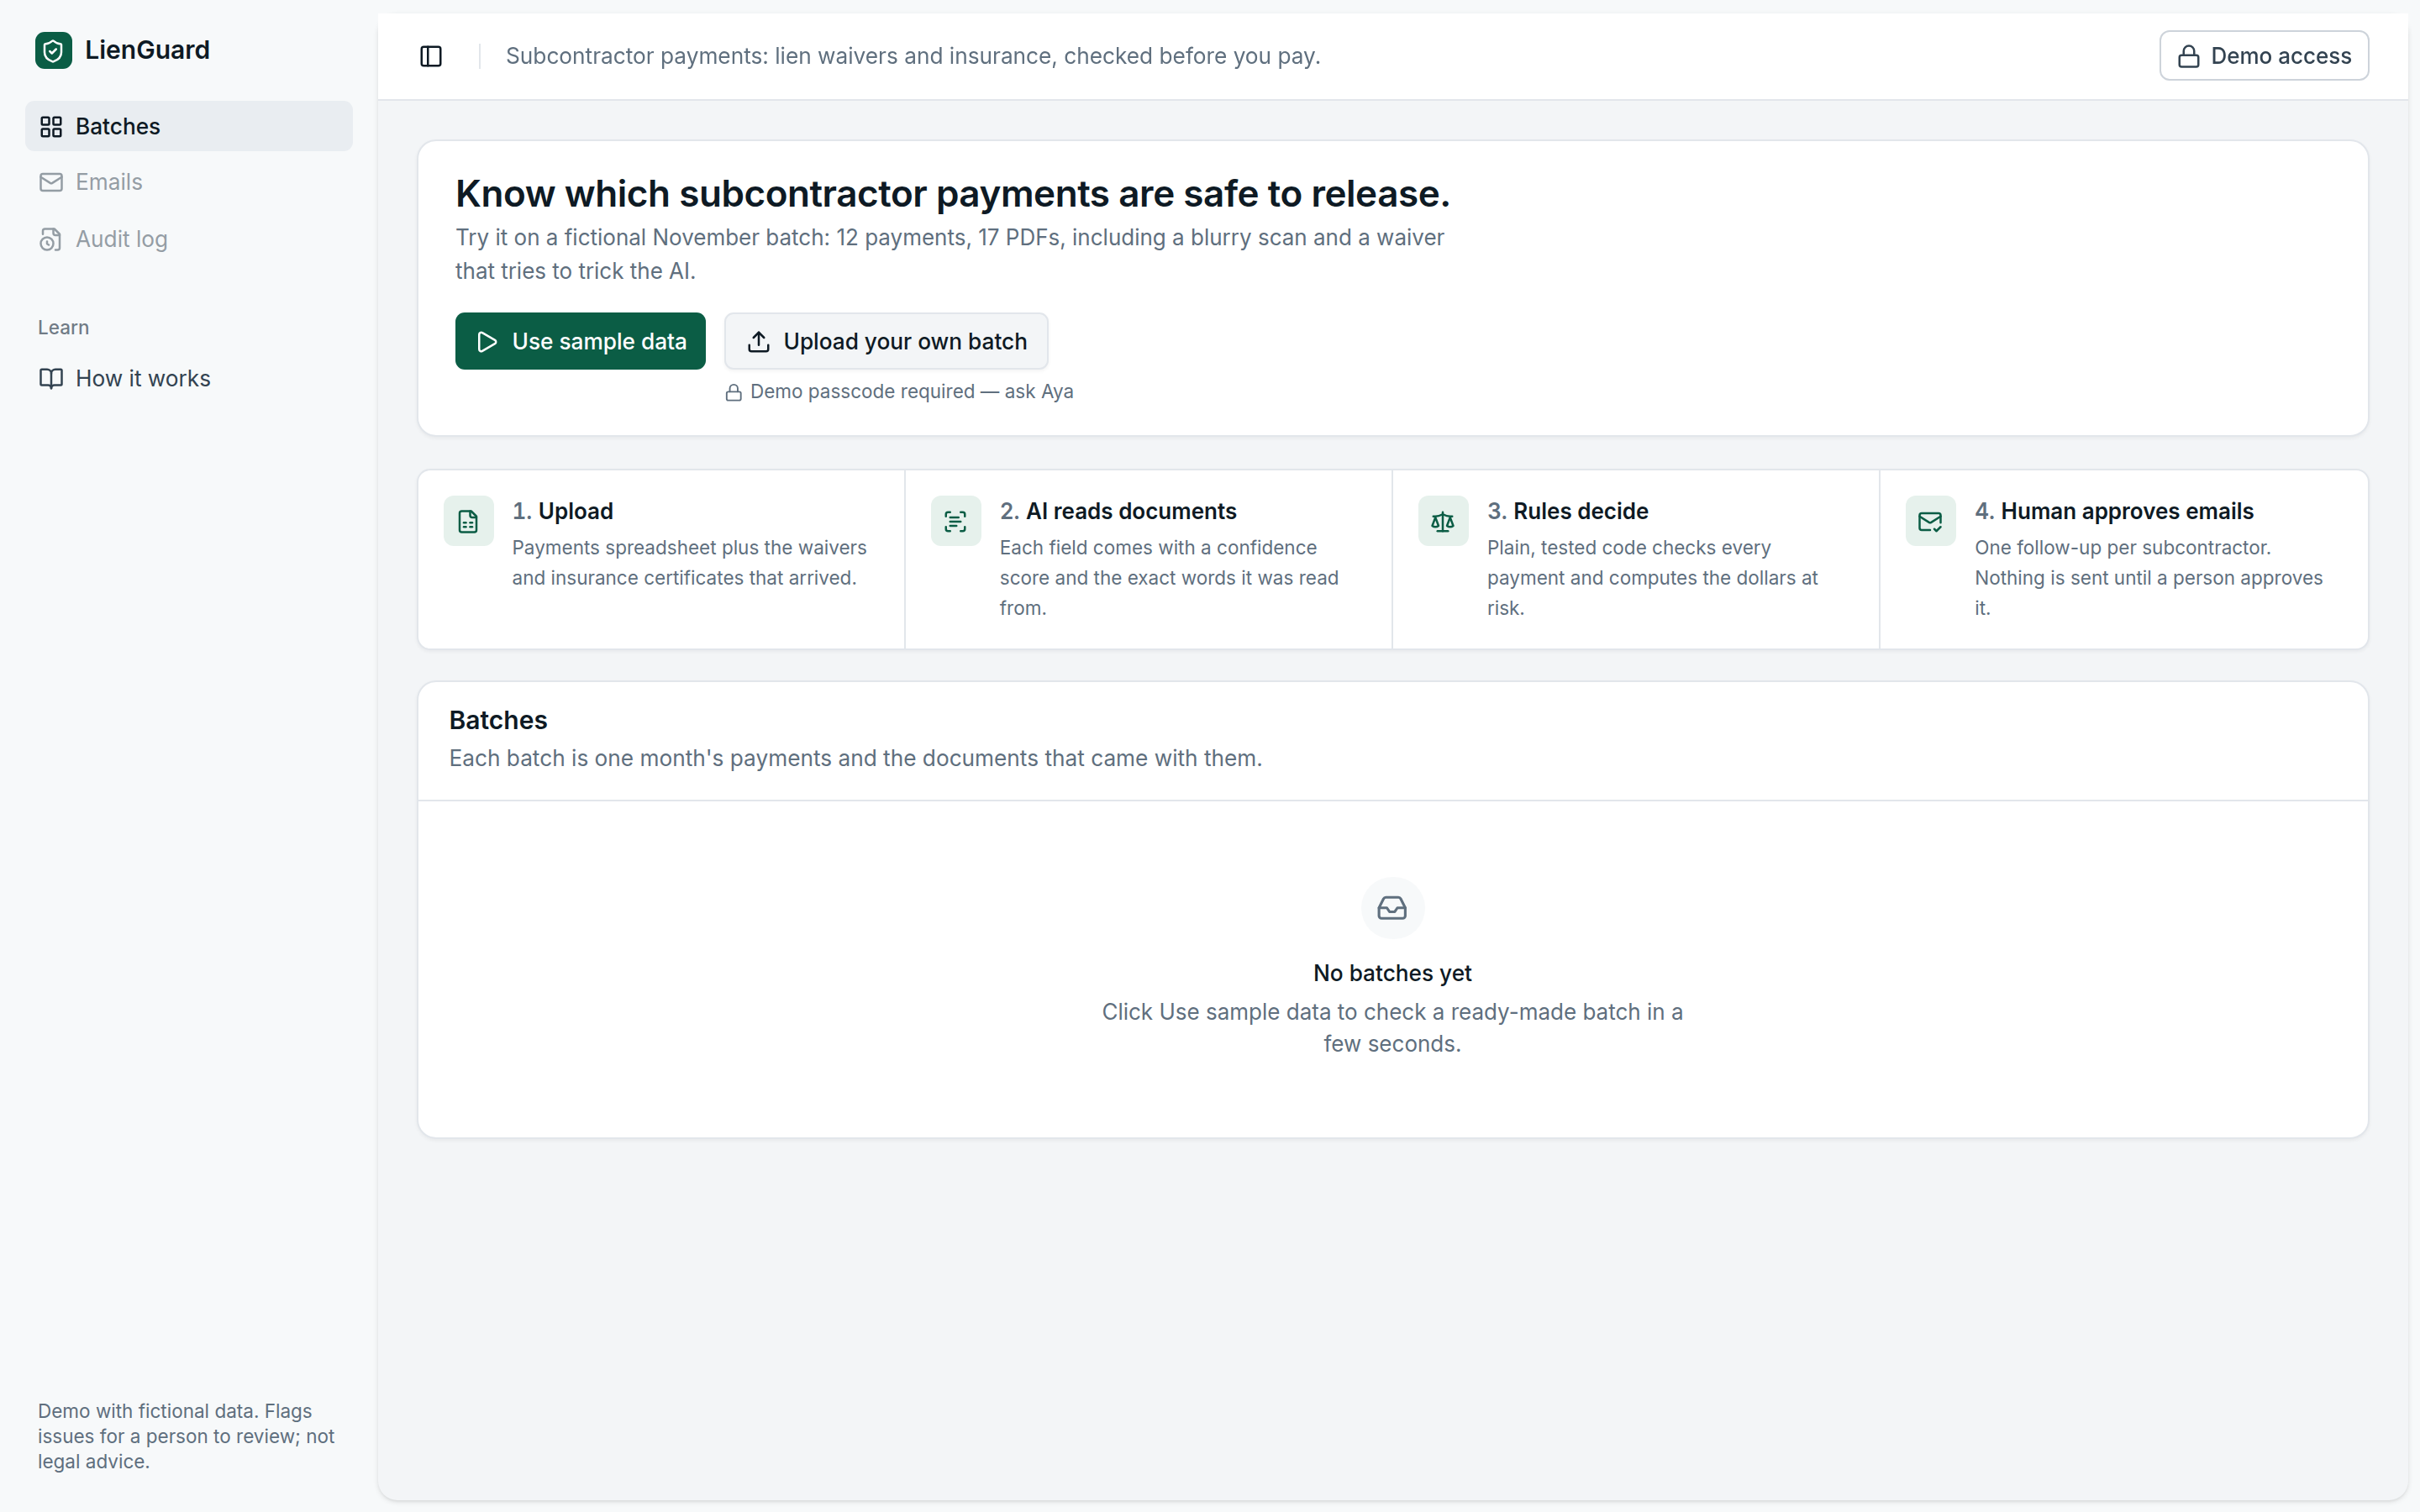 LienGuard
Batches
Emails
Audit log
Learn
How it works
Demo with fictional data. Flags
issues for a person to review; not
legal advice.
Subcontractor payments: lien waivers and insurance, checked before you pay.
Demo access
Know which subcontractor payments are safe to release.
Try it on a fictional November batch: 12 payments, 17 PDFs, including a blurry scan and a waiver
that tries to trick the AI.
Use sample data
Upload your own batch
Demo passcode required — ask Aya
1. Upload
Payments spreadsheet plus the waivers
and insurance certificates that arrived.
2. AI reads documents
Each field comes with a confidence
score and the exact words it was read
from.
3. Rules decide
Plain, tested code checks every
payment and computes the dollars at
risk.
4. Human approves emails
One follow-up per subcontractor.
Nothing is sent until a person approves
it.
Batches
Each batch is one month's payments and the documents that came with them.
No batches yet
Click Use sample data to check a ready-made batch in a
few seconds.